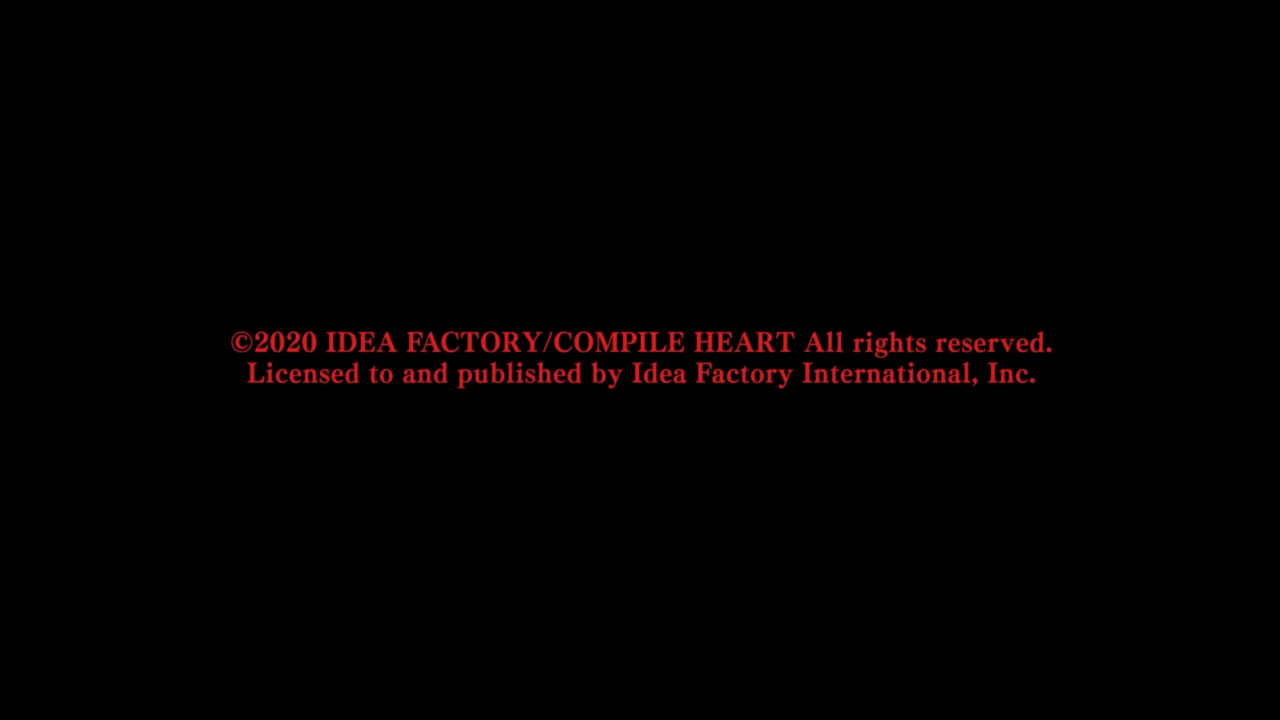 ©2020 IDEA FACTORY/COMPILE HEART All rights reserved.
Licensed to and published by Idea Factory International, Inc.